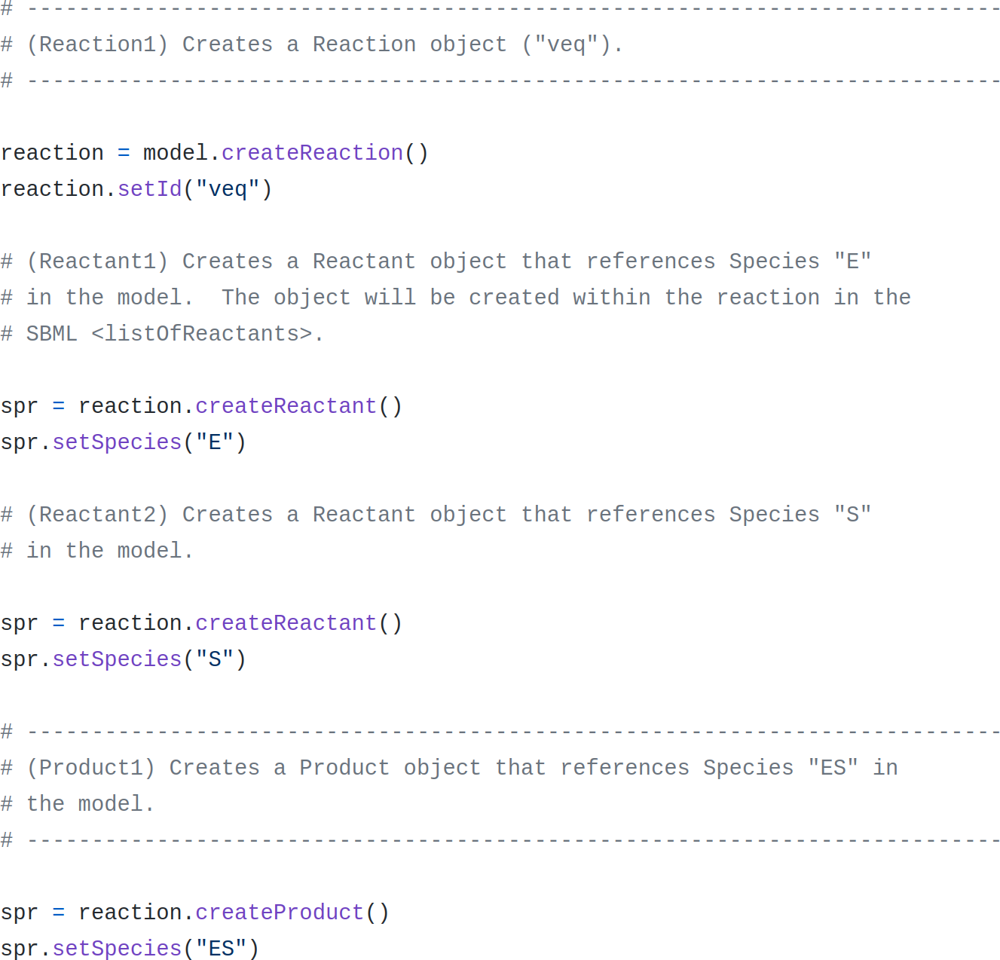 # ---------------------------------------------------------------------------
# (Reaction1) Creates a Reaction object ("veq").
# ---------------------------------------------------------------------------
reaction = model.createReaction()
reaction.setId("veq")
# (Reactant1) Creates a Reactant object that references Species "E"
# in the model.  The object will be created within the reaction in the
# SBML <listOfReactants>.
spr = reaction.createReactant()
spr.setSpecies("E")
# (Reactant2) Creates a Reactant object that references Species "S"
# in the model.
spr = reaction.createReactant()
spr.setSpecies("S")
# ---------------------------------------------------------------------------
# (Product1) Creates a Product object that references Species "ES" in
# the model.
# ---------------------------------------------------------------------------
spr = reaction.createProduct()
spr.setSpecies("ES")